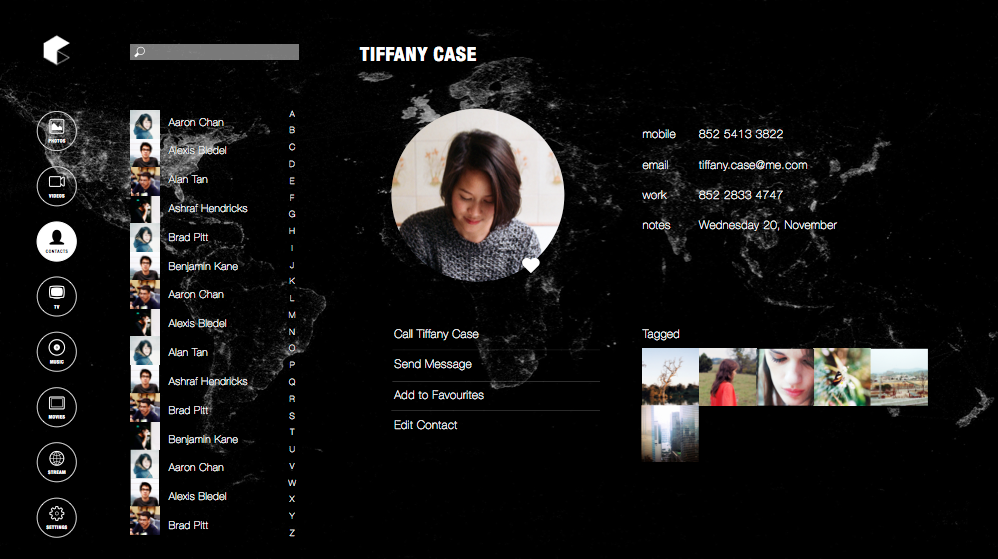 TIFFANY CASE
PHOTOS
VIDEOS
CONTACTS
TV
MUSIC
MOVIES
STREAM
SETTINGS
Aaron Chan
Alexis Bledel
Alan Tan
Ashraf Hendricks
Brad Pitt
Benjamin Kane
Aaron Chan
Alexis Bledel
Alan Tan
Ashraf Hendricks
Brad Pitt
Benjamin Kane
Aaron Chan
Alexis Bledel
Brad Pitt
A
B
C
D
E
F
G
H
I
J
K
L
M
N
O
P
Q
R
S
T
U
V
W
X
Y
Z
mobile 852 5413 3822
email tiffany.case@me.com
work 852 2833 4747
notes Wednesday 20, November
Call Tiffany Case
Send Message
Add to Favourites
Edit Contact
Tagged